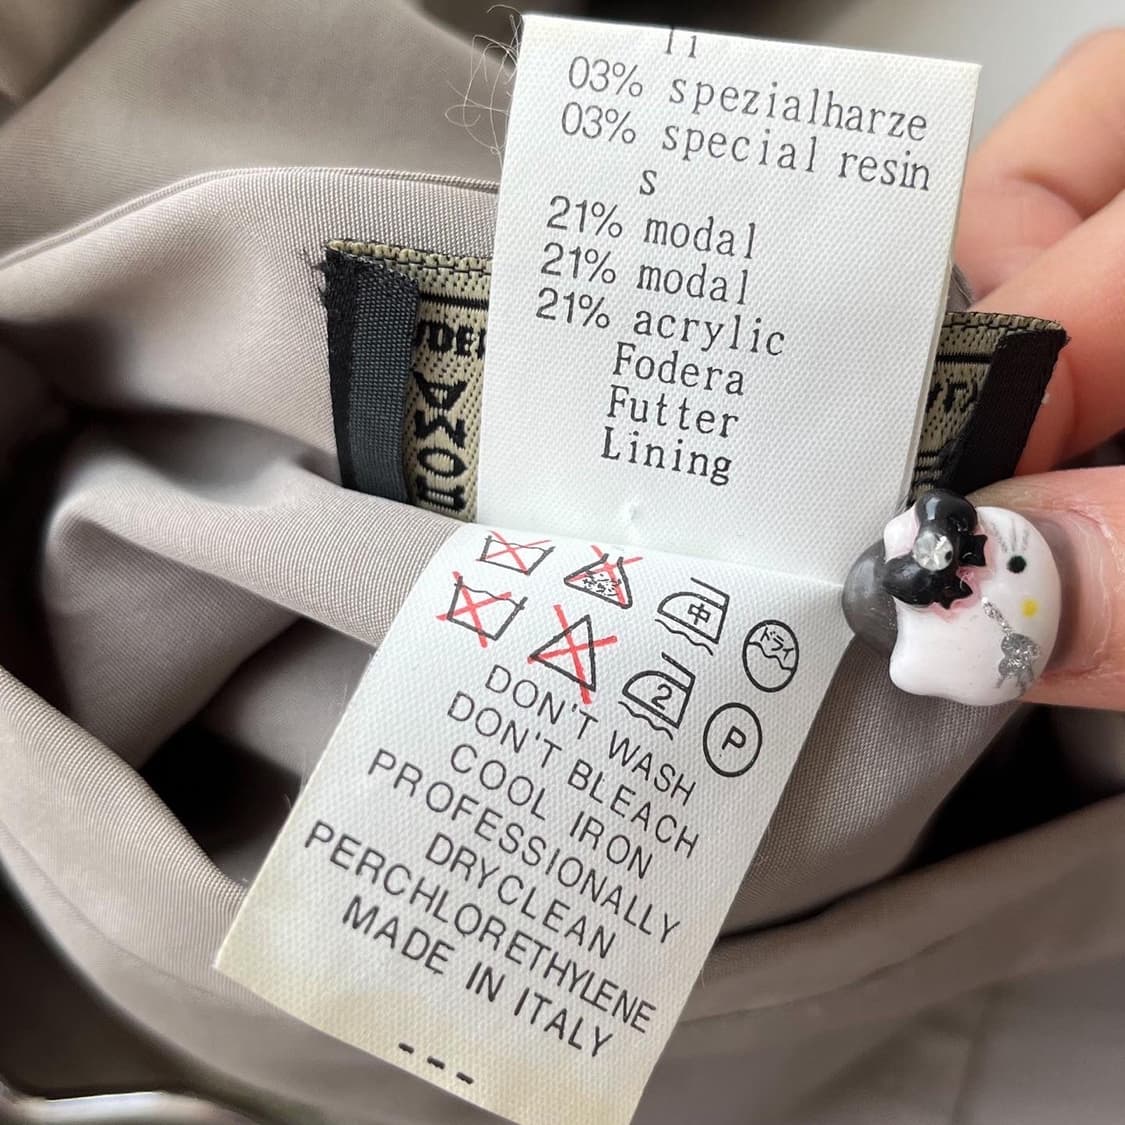 03% spezialharze
03% special resin
s
21% modal
21% modal
21% acrylic
Fodera
Futter
Lining
中
ドライ
2
P
DON'T WASH
DON'T BLEACH
COOL IRON
PROFESSIONALLY
DRYCLEAN
PERCHLORETHYLENE
MADE IN ITALY
---